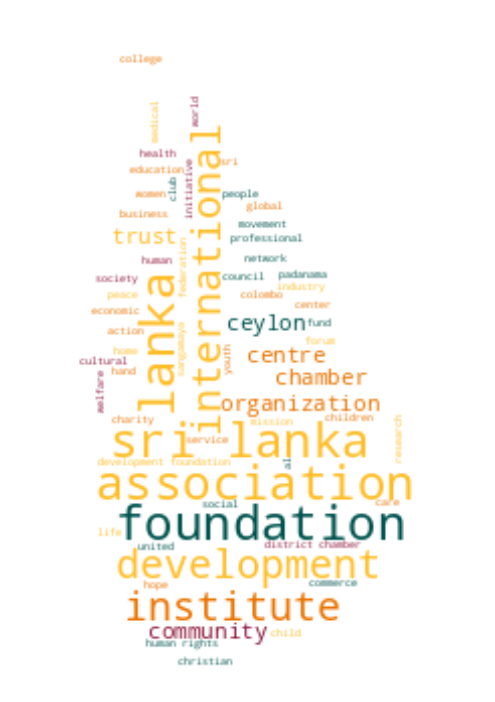 college
world
medical
health
sri
education
initiative
club
women
people
global
business
international
movement
trust
professional
federation
human
network
society
council
padanama
industry
peace
colombo
lanka
center
economic
ceylon
fund
action
sangamaya
forum
home
youth
centre
cultural
hand
chamber
welfare
organization
charity
mission
children
research
service
sri lanka
development foundation
al
association
social
care
foundation
life
united
district chamber
development
hope
commerce
institute
community
child
human rights
christian